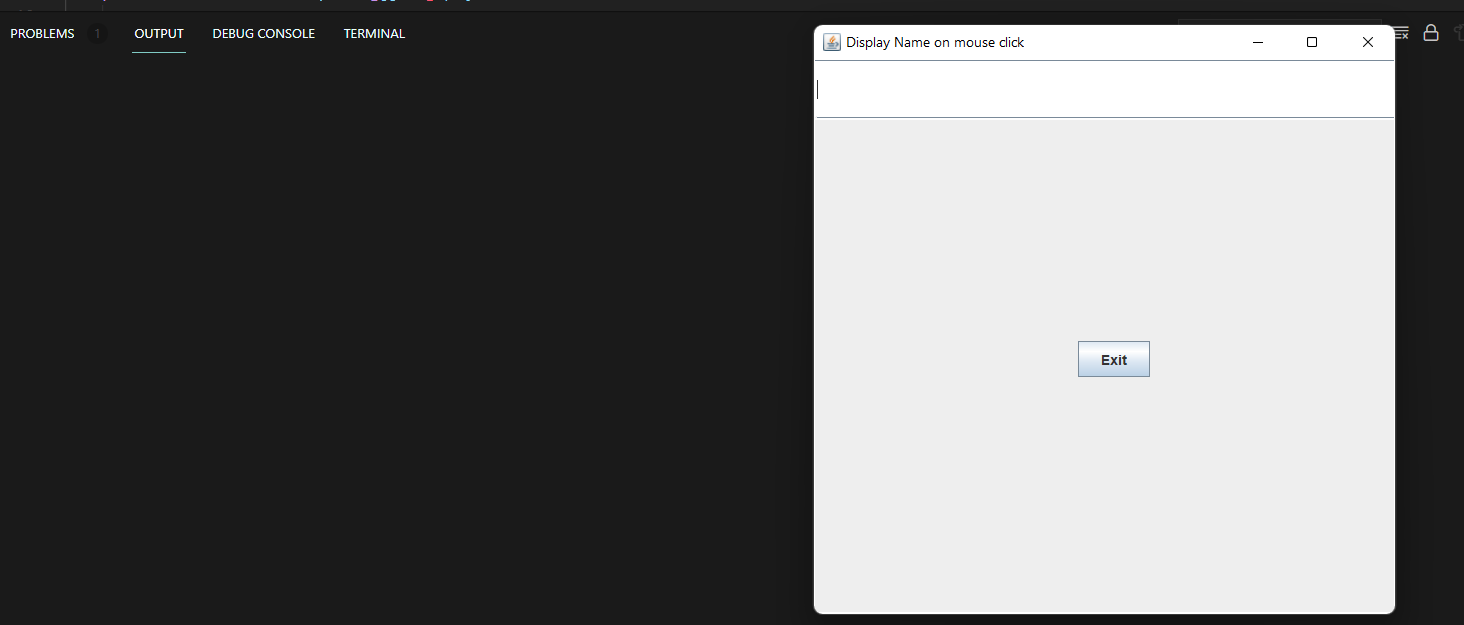 PROBLEMS 1 OUTPUT DEBUG CONSOLE TERMINAL
Display Name on mouse click
Exit